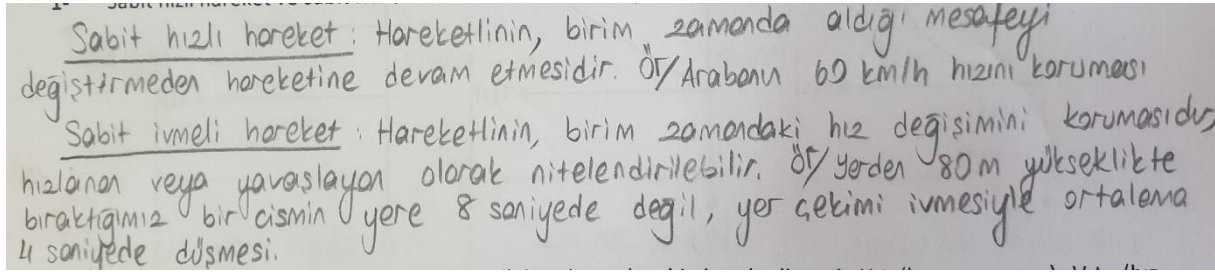 Sabit hızlı hareket : Hareketlinin, birim zamanda aldığı mesafeyi
değiştirmeden hareketine devam etmesidir. Ör/ Arabanın 60 km/h hızını koruması
Sabit ivmeli hareket : Hareketlinin, birim zamandaki hız değişimini korumasıdır,
hızlanan veya yavaşlayan olarak nitelendirilebilir. Ör/ yerden 80 m yükseklikte
bıraktığımız bir cismin yere 8 saniyede değil, yer çekimi ivmesiyle ortalama
4 saniyede düşmesi.